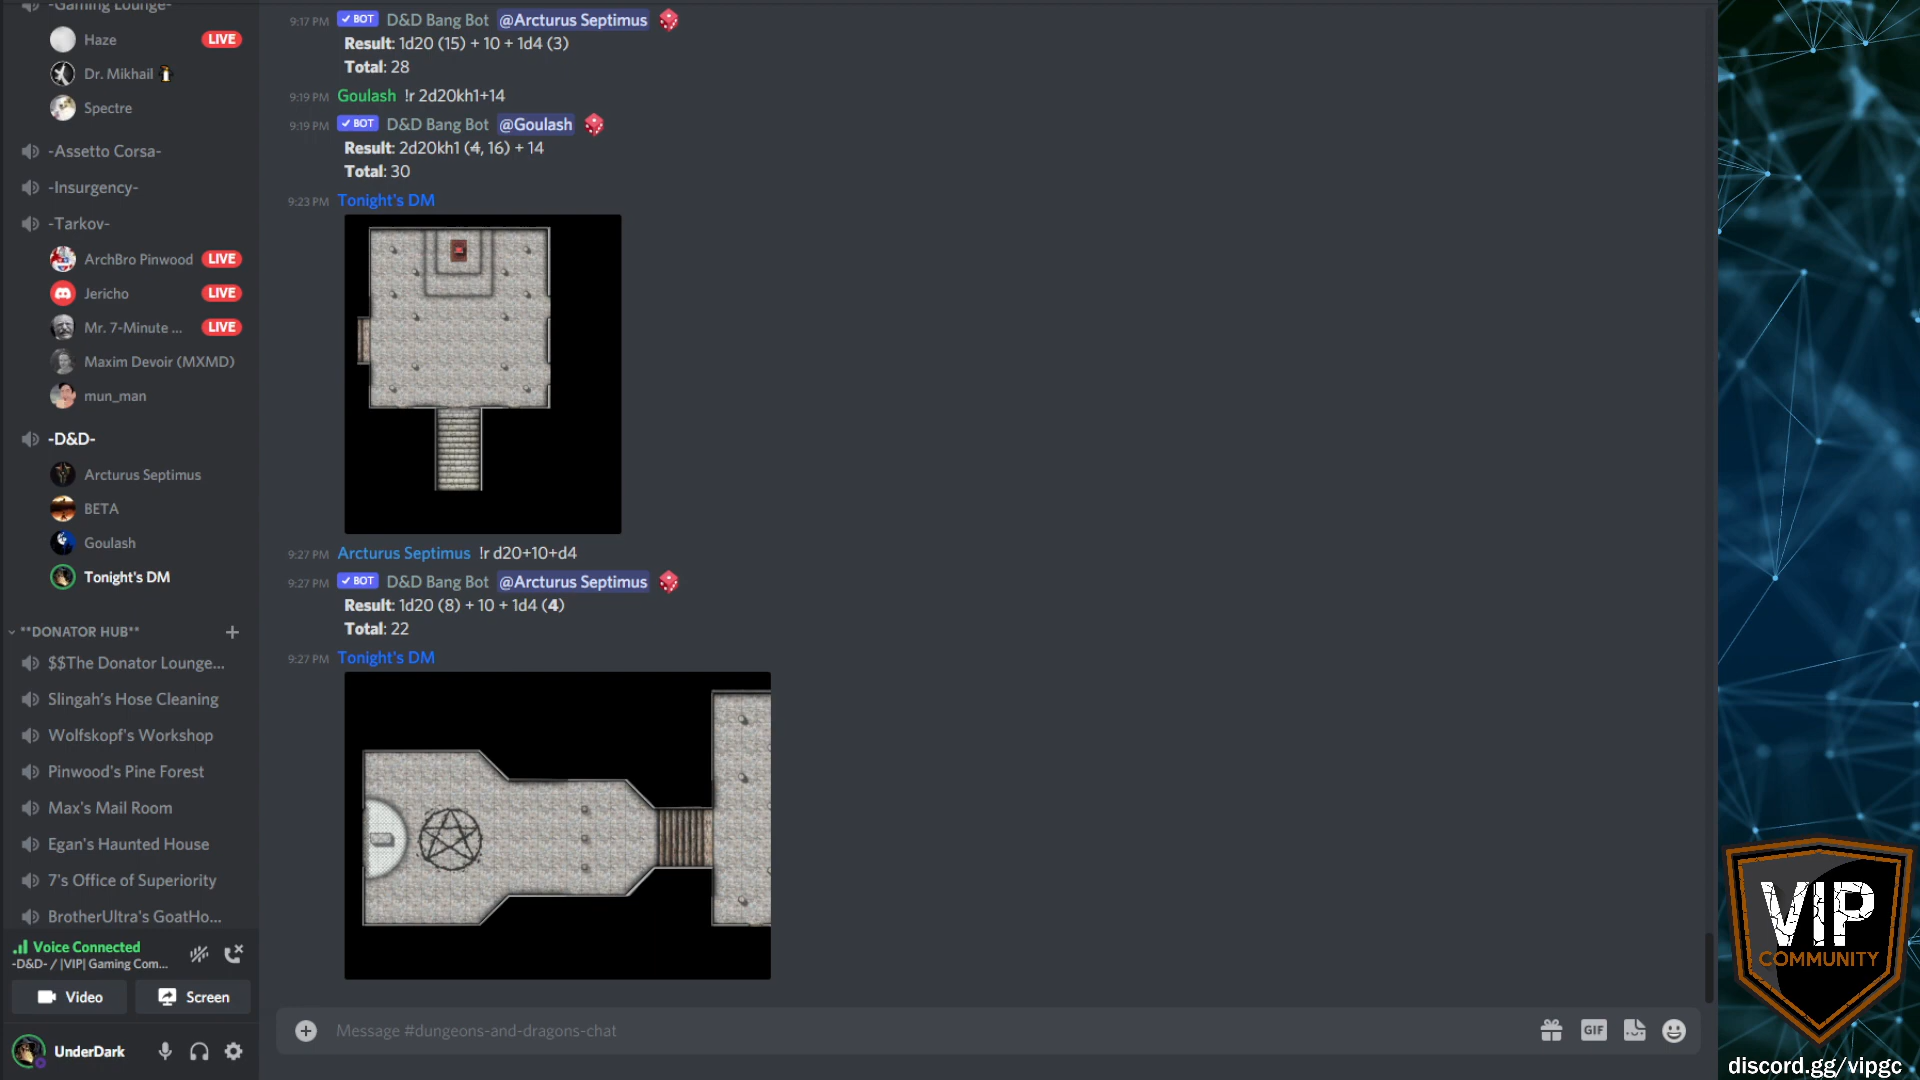 -Gaming Lounge-
Haze LIVE
Dr. Mikhail
Spectre
-Assetto Corsa-
-Insurgency-
-Tarkov-
ArchBro Pinwood LIVE
Jericho LIVE
Mr. 7-Minute ... LIVE
Maxim Devoir (MXMD)
mun_man
-D&D-
Arcturus Septimus
BETA
Goulash
Tonight's DM
**DONATOR HUB**
$$The Donator Lounge...
Slingah's Hose Cleaning
Wolfskopf's Workshop
Pinwood's Pine Forest
Max's Mail Room
Egan's Haunted House
7's Office of Superiority
BrotherUltra's GoatHo...
Voice Connected
-D&D- / |VIP| Gaming Com...
Video Screen
UnderDark
9:17 PM BOT D&D Bang Bot @Arcturus Septimus
Result: 1d20 (15) + 10 + 1d4 (3)
Total: 28
9:19 PM Goulash !r 2d20kh1+14
9:19 PM BOT D&D Bang Bot @Goulash
Result: 2d20kh1 (4, 16) + 14
Total: 30
9:23 PM Tonight's DM
9:27 PM Arcturus Septimus !r d20+10+d4
9:27 PM BOT D&D Bang Bot @Arcturus Septimus
Result: 1d20 (8) + 10 + 1d4 (4)
Total: 22
9:27 PM Tonight's DM
Message #dungeons-and-dragons-chat
GIF
VIP
COMMUNITY
discord.gg/vipgc